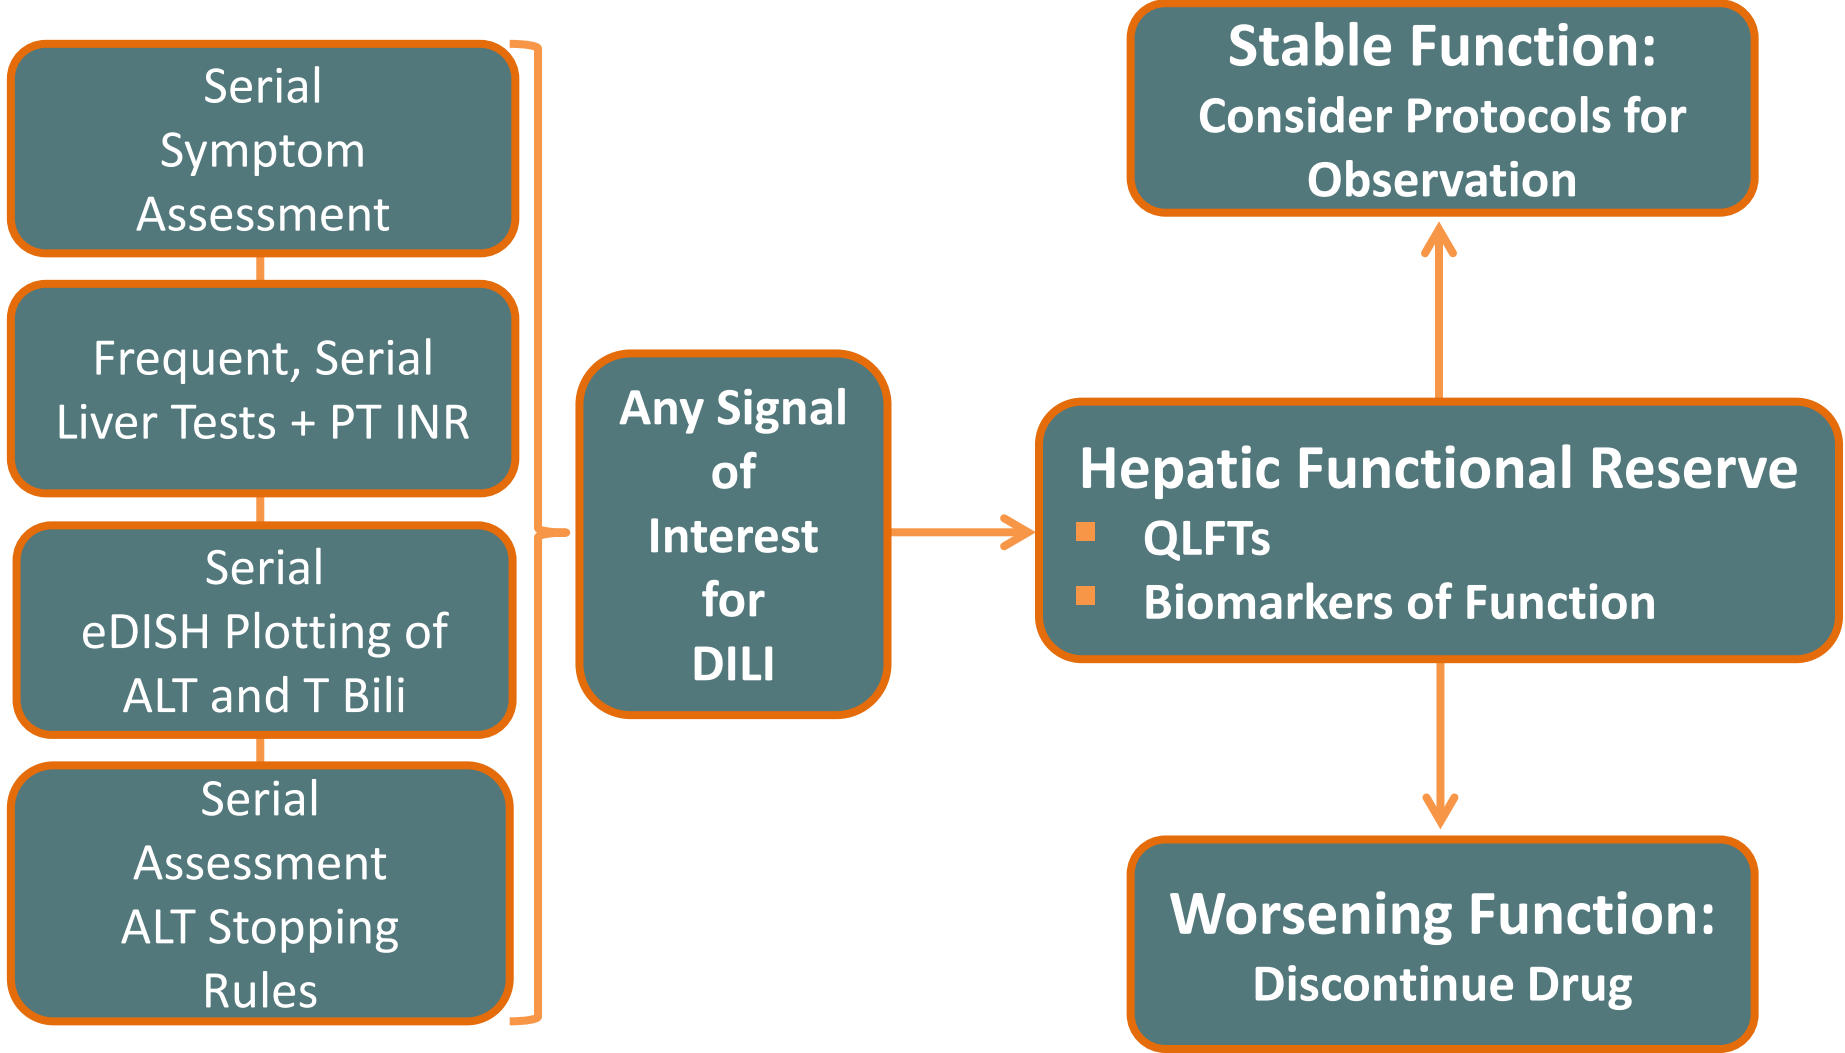 Serial
Symptom
Assessment
Frequent, Serial
Liver Tests + PT INR
Serial
eDISH Plotting of
ALT and T Bili
Serial
Assessment
ALT Stopping
Rules
Any Signal
of
Interest
for
DILI
Stable Function:
Consider Protocols for
Observation
Hepatic Functional Reserve
QLFTs
Biomarkers of Function
Worsening Function:
Discontinue Drug